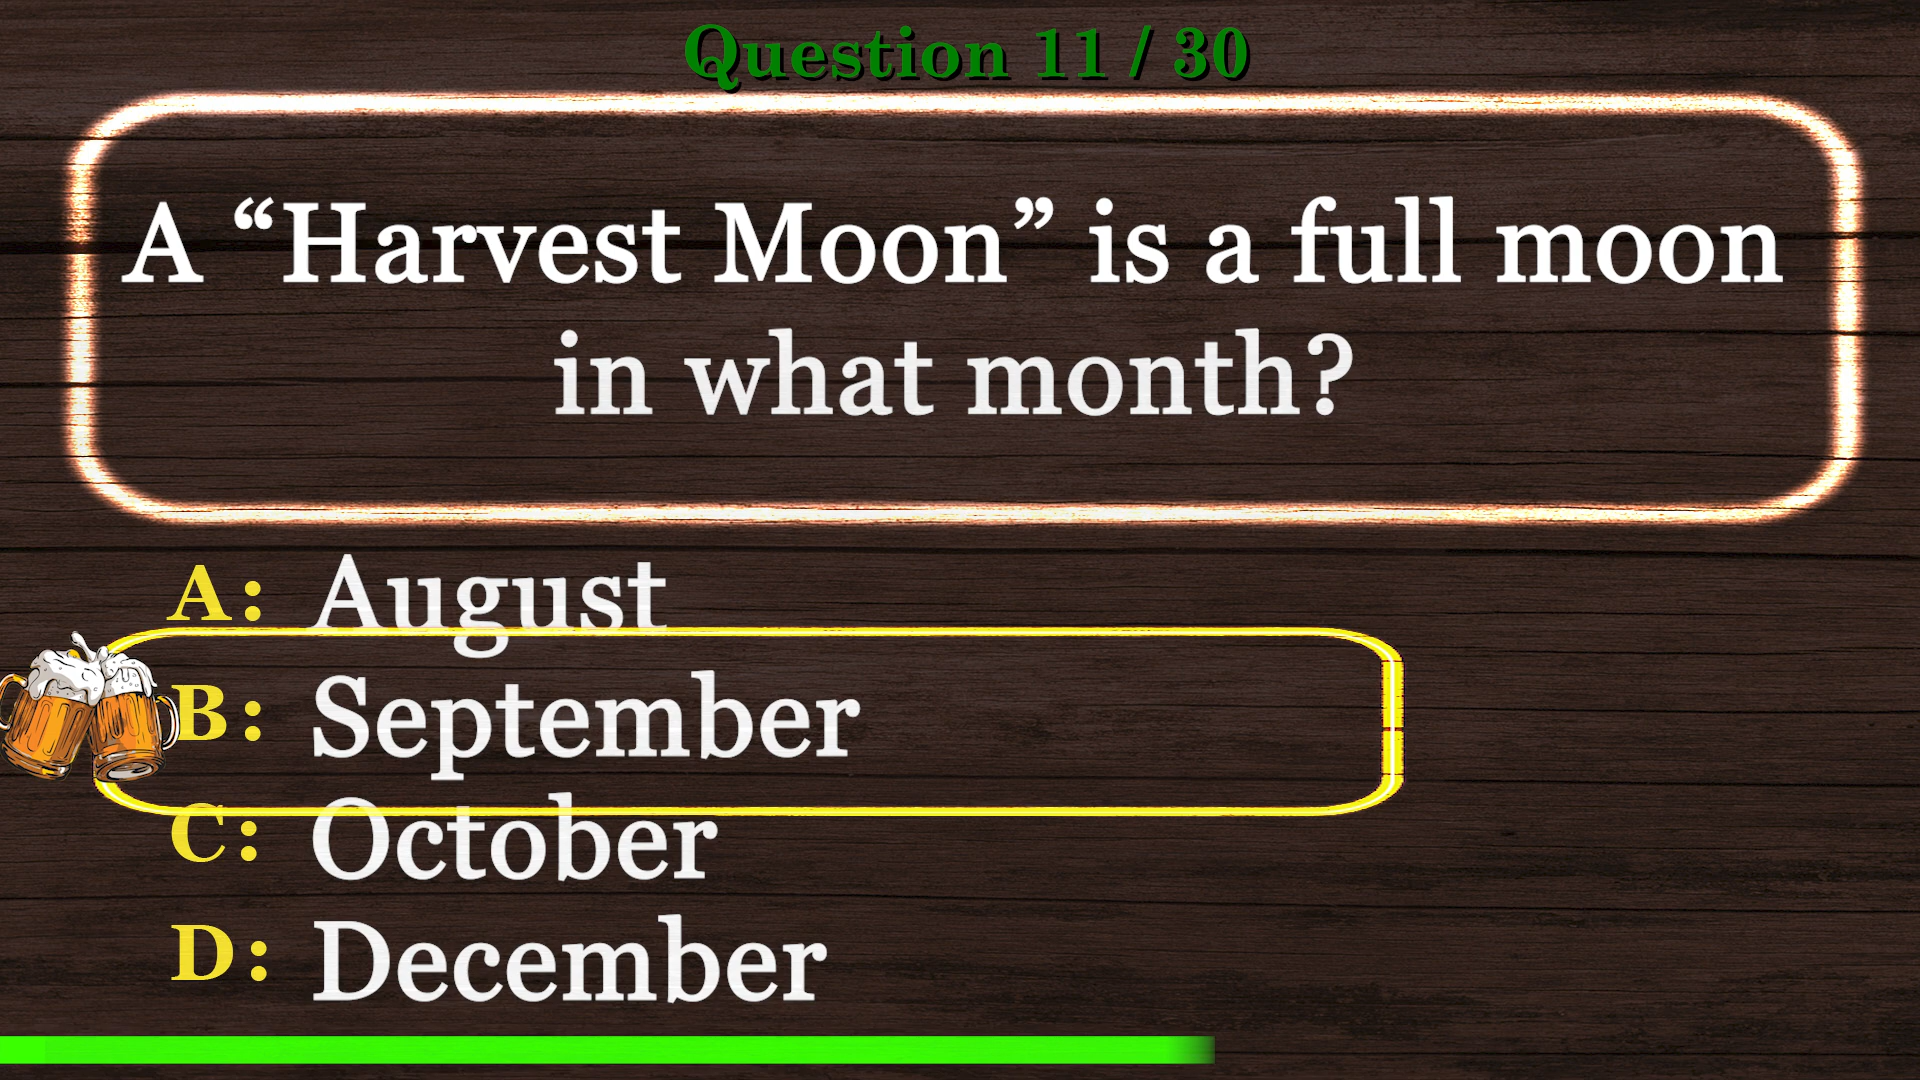 Question 11 / 30
A “Harvest Moon” is a full moon
in what month?
A: August
B: September
C: October
D: December